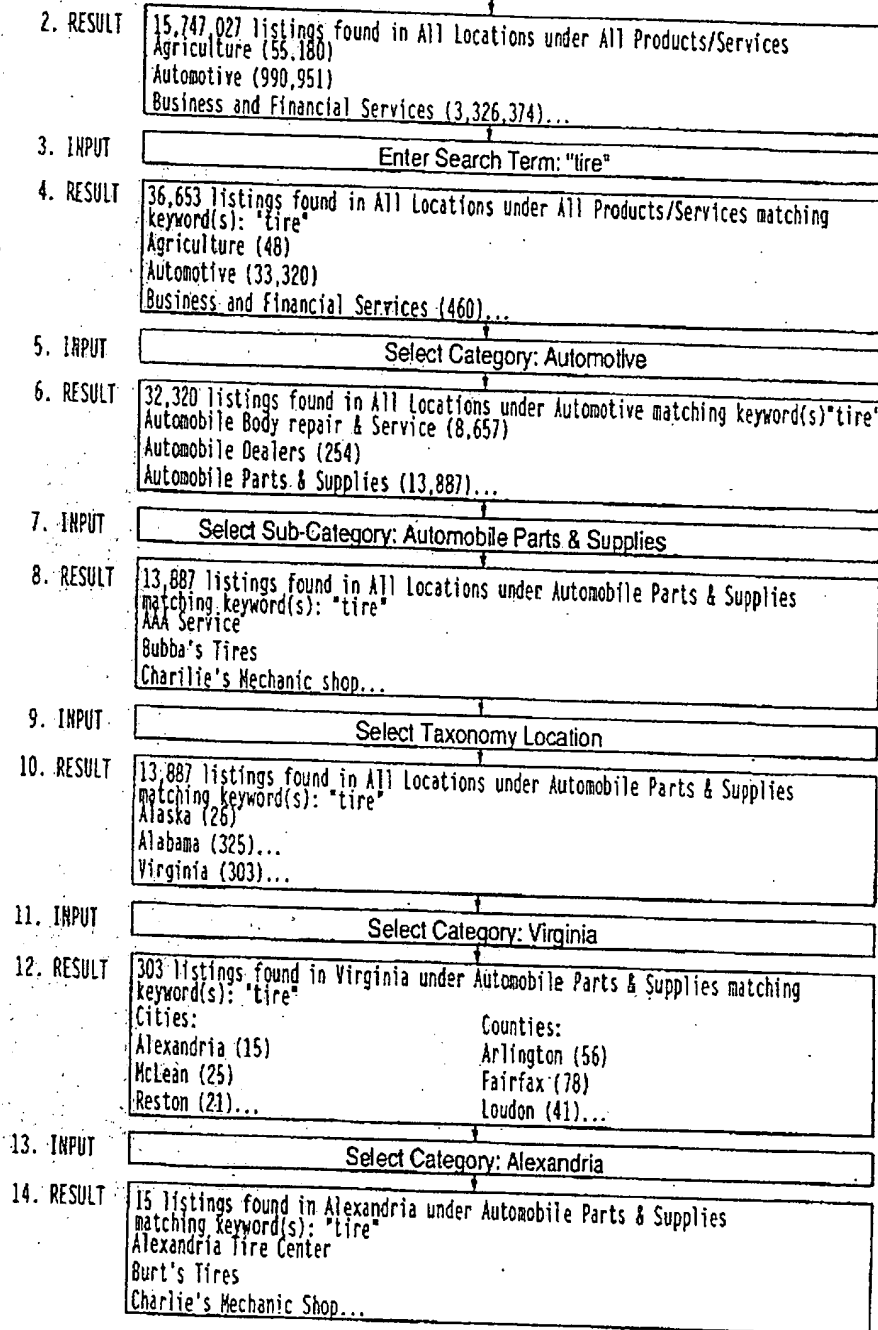 2. RESULT
15,747,027 listings found in All Locations under All Products/Services
Agriculture (55,180)
Automotive (990,951)
Business and Financial Services (3,326,374)...
3. INPUT
Enter Search Term: "tire"
4. RESULT
36,653 listings found in All Locations under All Products/Services matching
keyword(s): "tire"
Agriculture (48)
Automotive (33,320)
Business and Financial Services (460)...
5. INPUT
Select Category: Automotive
6. RESULT
32,320 listings found in All Locations under Automotive matching keyword(s)"tire"
Automobile Body repair & Service (8,657)
Automobile Dealers (254)
Automobile Parts & Supplies (13,887)...
7. INPUT
Select Sub-Category: Automobile Parts & Supplies
8. RESULT
13,887 listings found in All Locations under Automobile Parts & Supplies
matching keyword(s): "tire"
AAA Service
Bubba's Tires
Charilie's Mechanic shop...
9. INPUT
Select Taxonomy Location
10. RESULT
13,887 listings found in All Locations under Automobile Parts & Supplies
matching keyword(s): "tire"
Alaska (26)
Alabama (325)...
Virginia (303)...
11. INPUT
Select Category: Virginia
12. RESULT
303 listings found in Virginia under Automobile Parts & Supplies matching
keyword(s): "tire"
Cities:
Alexandria (15)
McLean (25)
Reston (21)...
Counties:
Arlington (56)
Fairfax (78)
Loudon (41)...
13. INPUT
Select Category: Alexandria
14. RESULT
15 listings found in Alexandria under Automobile Parts & Supplies
matching keyword(s): "tire"
Alexandria Tire Center
Burt's Tires
Charlie's Mechanic Shop...